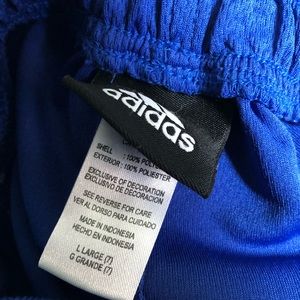 adidas
SHELL : 100% POLY
EXTERIOR : 100% POLIESTER
EXCLUSIVE OF DECORATION
EXCLUSIVO DE DECORACION
SEE REVERSE FOR CARE
VER AL DORSO PARA CUIDADO
MADE IN INDONESIA
HECHO EN INDONESIA
L LARGE (7)
G GRANDE (7)